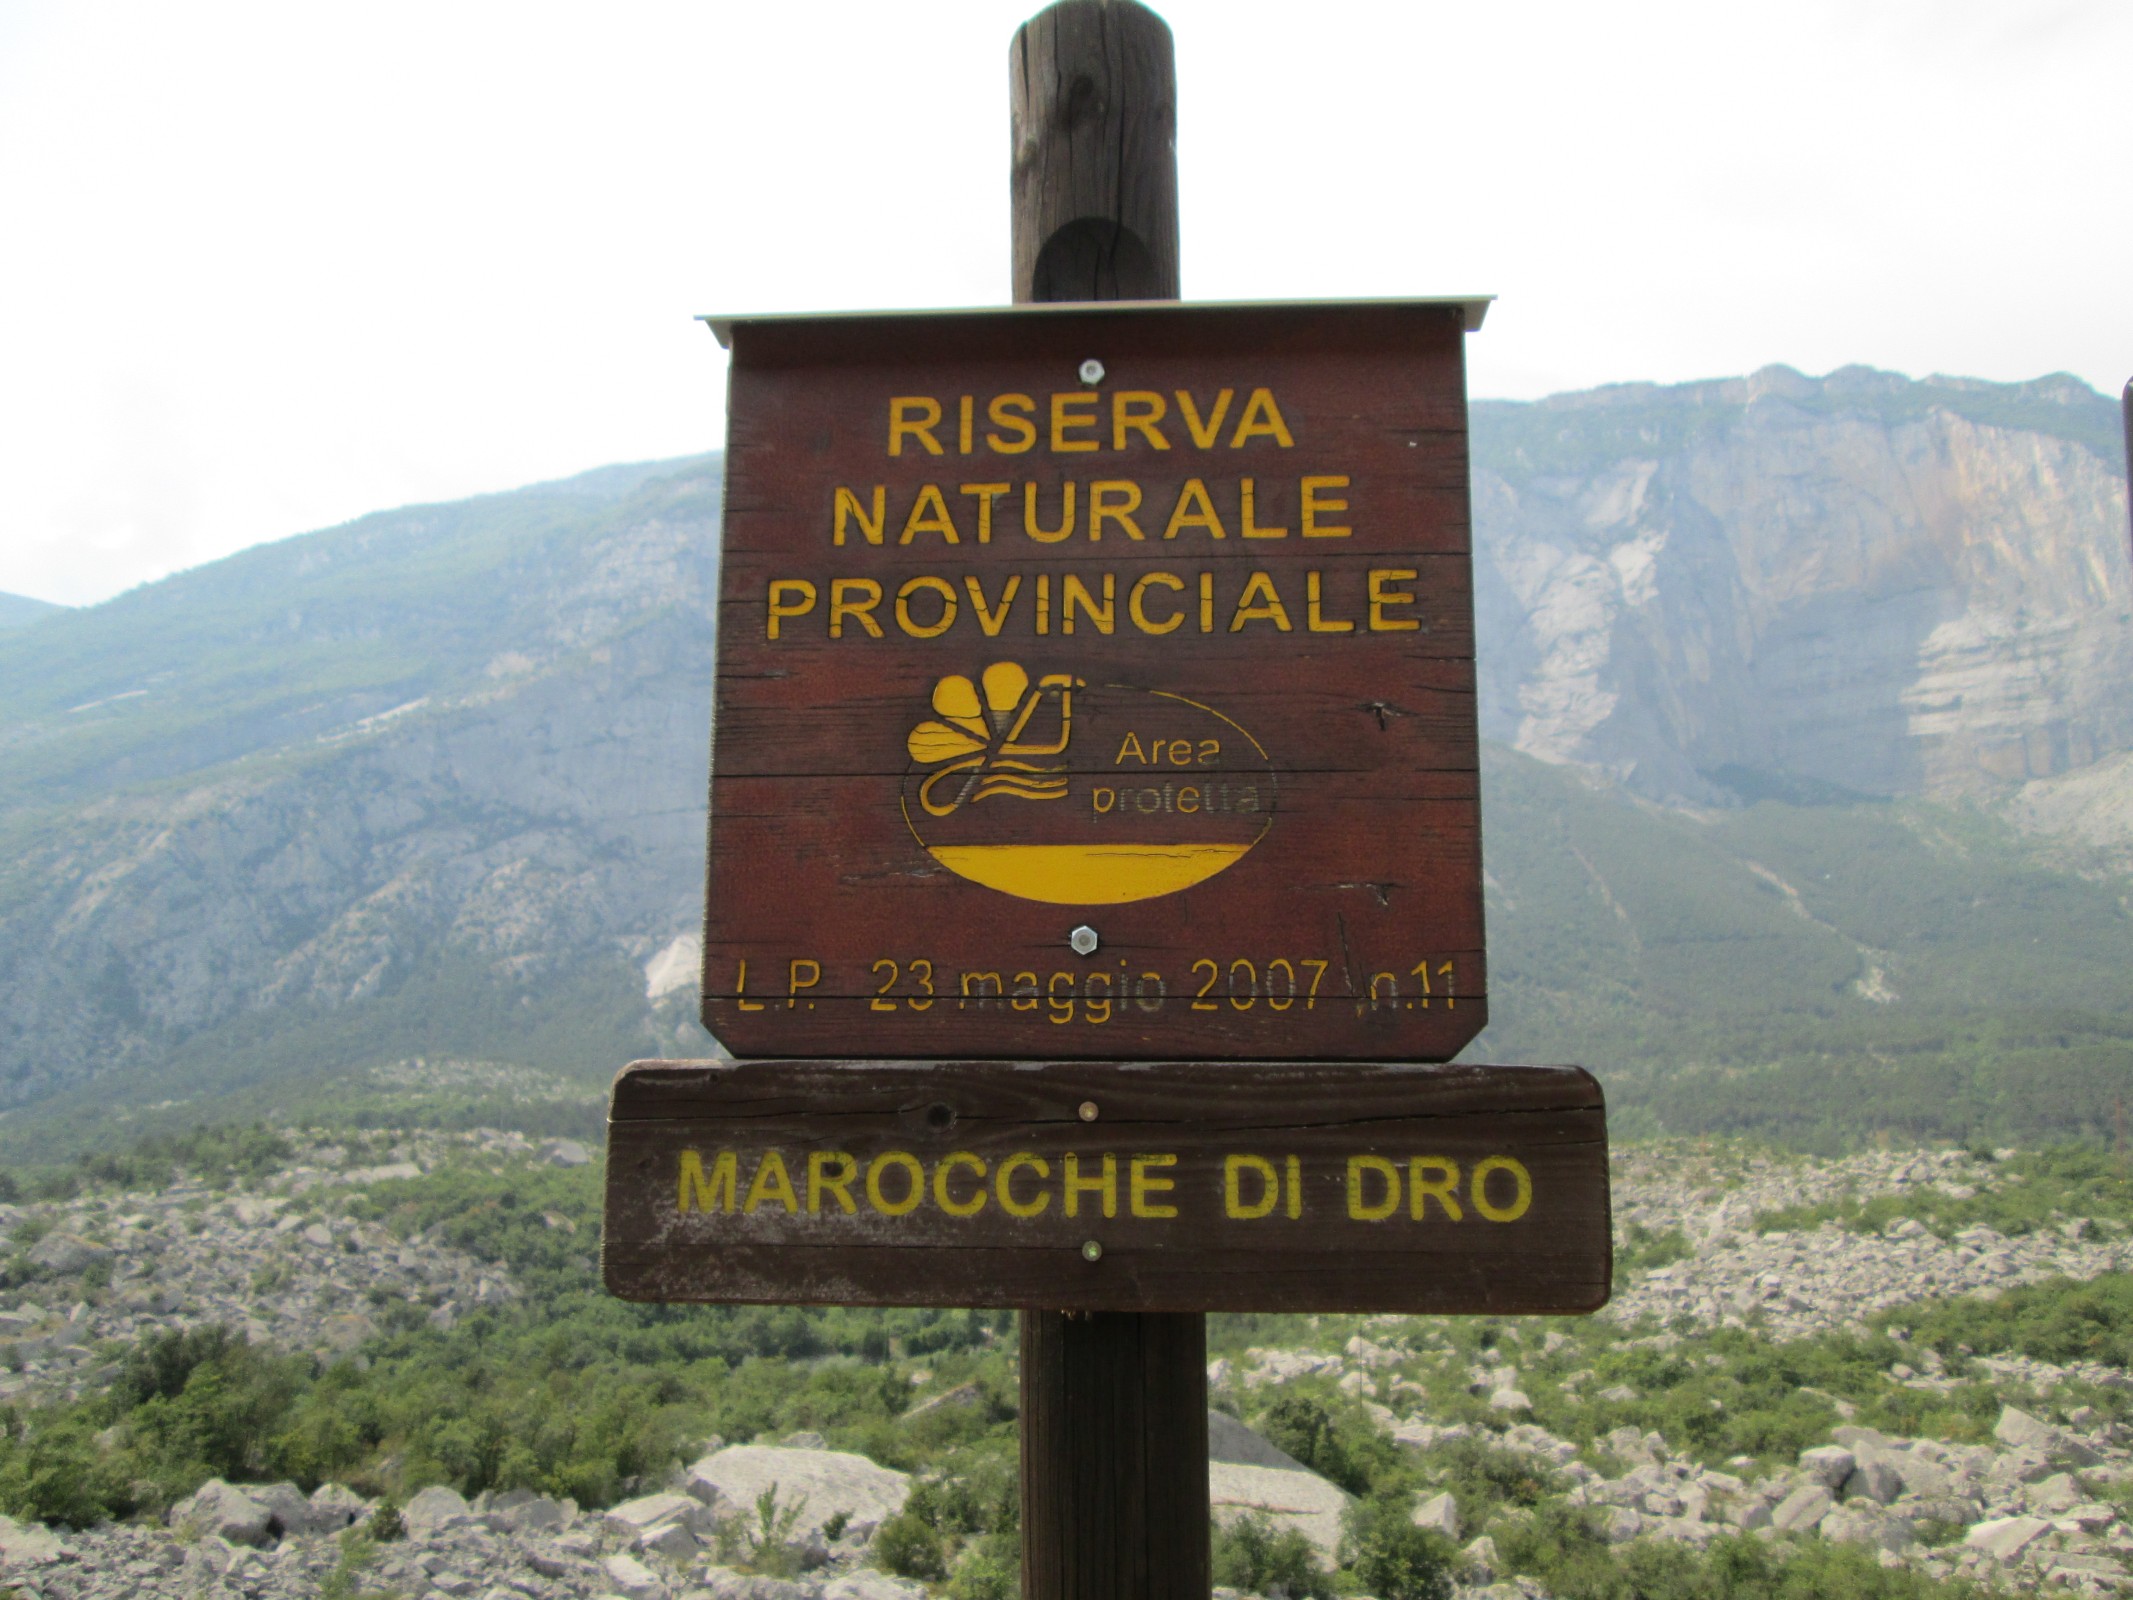 RISERVA
NATURALE
PROVINCIALE
Area
protetta
L.P. 23 maggio 2007 n.11
MAROCCHE DI DRO